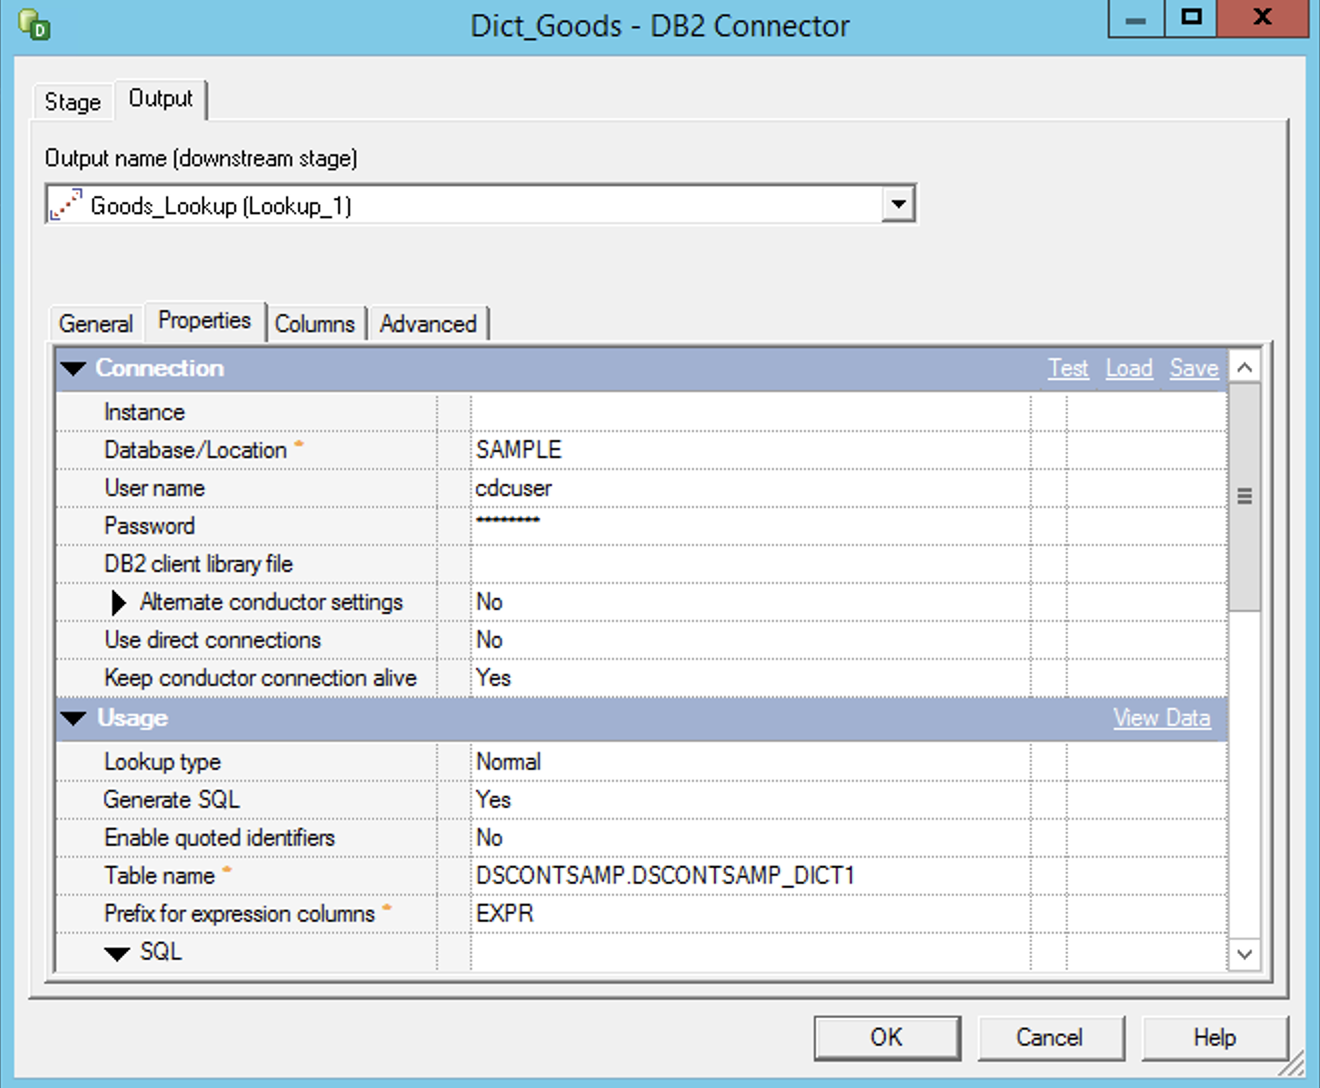 Dict_Goods - DB2 Connector
Stage Output
Output name (downstream stage)
Goods_Lookup (Lookup_1)
General Properties Columns Advanced
Connection Test Load Save
Instance
Database/Location * SAMPLE
User name cdcuser
Password ********
DB2 client library file
Alternate conductor settings No
Use direct connections No
Keep conductor connection alive Yes
Usage View Data
Lookup type Normal
Generate SQL Yes
Enable quoted identifiers No
Table name * DSCONTSAMP.DSCONTSAMP_DICT1
Prefix for expression columns * EXPR
SQL
OK Cancel Help